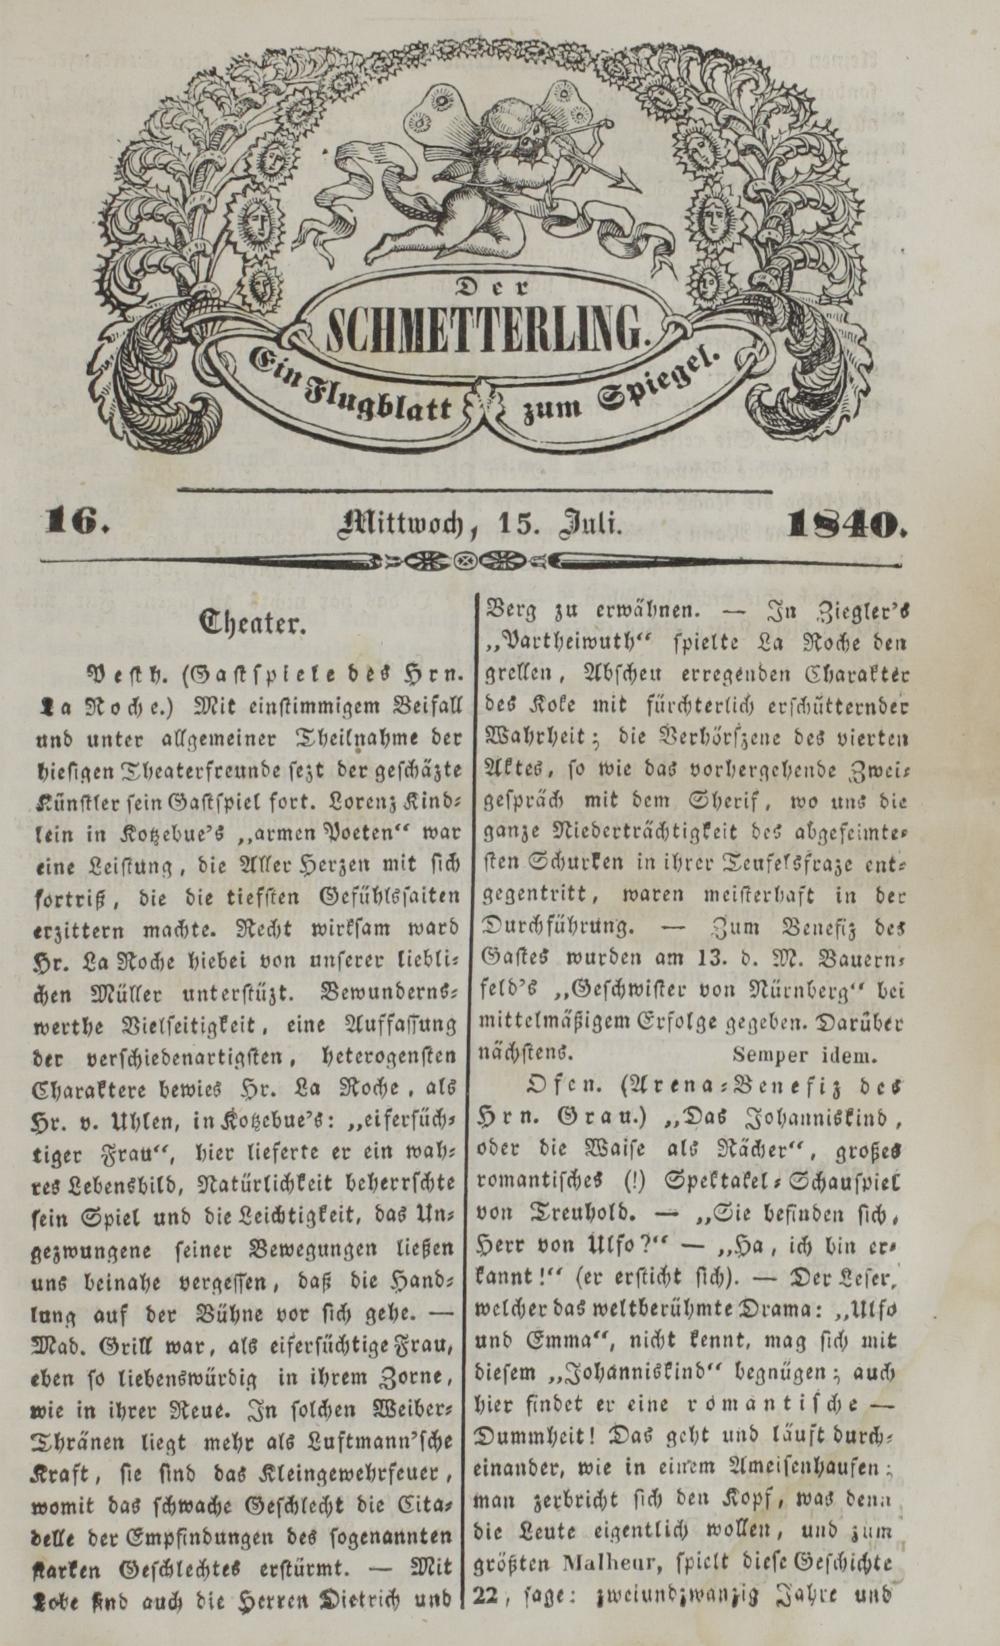 Der
SCHMETTERLING.
Ein Flugblatt zum Spiegel.
16.
Mittwoch, 15. Juli.
1840.
Theater.
Pesth. (Gastspiele des Hrn.
La Roche.) Mit einstimmigem Beifall
und unter allgemeiner Theilnahme der
hiesigen Theaterfreunde sezt der geschäzte
Künstler sein Gastspiel fort. Lorenz Kind-
lein in Kotzebue's „armen Poeten“ war
eine Leistung, die Aller Herzen mit sich
fortriß, die die tiefsten Gefühlssaiten
erzittern machte. Recht wirksam ward
Hr. La Roche hiebei von unserer liebli-
chen Müller unterstüzt. Bewunderns-
werthe Vielseitigkeit, eine Auffassung
der verschiedenartigsten, heterogensten
Charaktere bewies Hr. La Roche, als
Hr. v. Uhlen, in Kotzebue's: „eifersüch-
tiger Frau“, hier lieferte er ein wah-
res Lebensbild, Natürlichkeit beherrschte
sein Spiel und die Leichtigkeit, das Un-
gezwungene seiner Bewegungen ließen
uns beinahe vergessen, daß die Hand-
lung auf der Bühne vor sich gehe. —
Mad. Grill war, als eifersüchtige Frau,
eben so liebenswürdig in ihrem Zorne,
wie in ihrer Reue. In solchen Weiber-
Thränen liegt mehr als Luftmann'sche
Kraft, sie sind das Kleingewehrfeuer,
womit das schwache Geschlecht die Cita-
delle der Empfindungen des sogenannten
starken Geschlechtes erstürmt. — Mit
Lobe sind auch die Herren Dietrich und
Berg zu erwähnen. — In Ziegler's
„Partheiwuth“ spielte La Roche den
grellen, Abscheu erregenden Charakter
des Koke mit fürchterlich erschütternder
Wahrheit; die Verhörszene des vierten
Aktes, so wie das vorhergehende Zwei-
gespräch mit dem Sherif, wo uns die
ganze Niederträchtigkeit des abgefeimte-
sten Schurken in ihrer Teufelsfraze ent-
gegentritt, waren meisterhaft in der
Durchführung. — Zum Benefiz des
Gastes wurden am 13. d. M. Bauern-
feld's „Geschwister von Nürnberg“ bei
mittelmäßigem Erfolge gegeben. Darüber
nächstens. Semper idem.
Ofen. (Arena-Benefiz des
Hrn. Grau.) „Das Johanniskind,
oder die Waise als Rächer“, großes
romantisches (!) Spektakel-Schauspiel
von Treuhold. — „Sie befinden sich,
Herr von Ulfo?“ — „Ha, ich bin er-
kannt!“ (er ersticht sich). — Der Leser,
welcher das weltberühmte Drama: „Ulfo
und Emma“, nicht kennt, mag sich mit
diesem „Johanniskind“ begnügen; auch
hier findet er eine romantische —
Dummheit! Das geht und läuft durch-
einander, wie in einem Ameisenhaufen;
man zerbricht sich den Kopf, was denn
die Leute eigentlich wollen, und zum
größten Malheur, spielt diese Geschichte
22, sage: zweiundzwanzig Jahre und